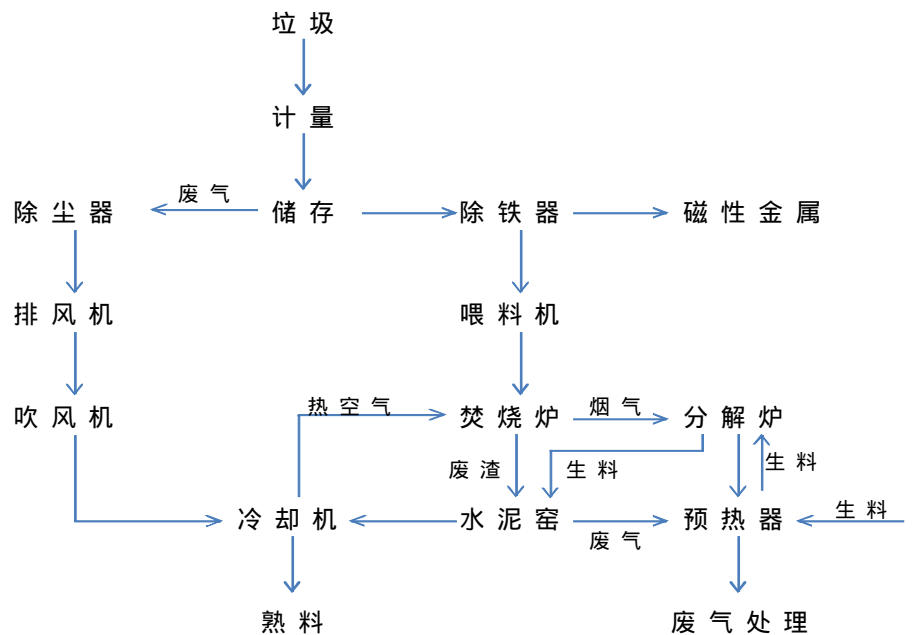 垃圾
计量
废气
除尘器 储存 除铁器 磁性金属
排风机 喂料机
热空气 烟气
吹风机 焚烧炉 分解炉
废渣 生料 生料
生料
冷却机 水泥窑 预热器
废气
熟料 废气处理